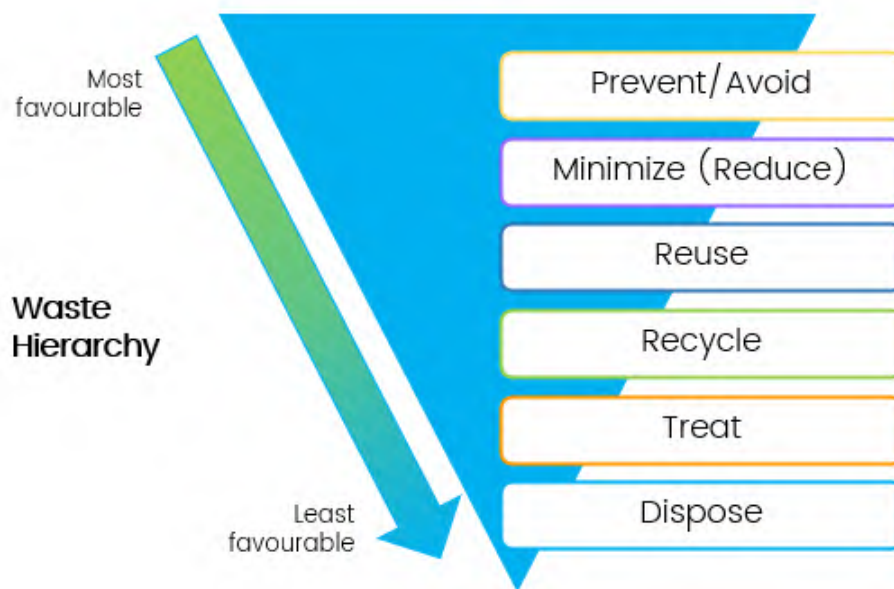 Most
favourable
Waste
Hierarchy
Least
favourable
Prevent/Avoid
Minimize (Reduce)
Reuse
Recycle
Treat
Dispose